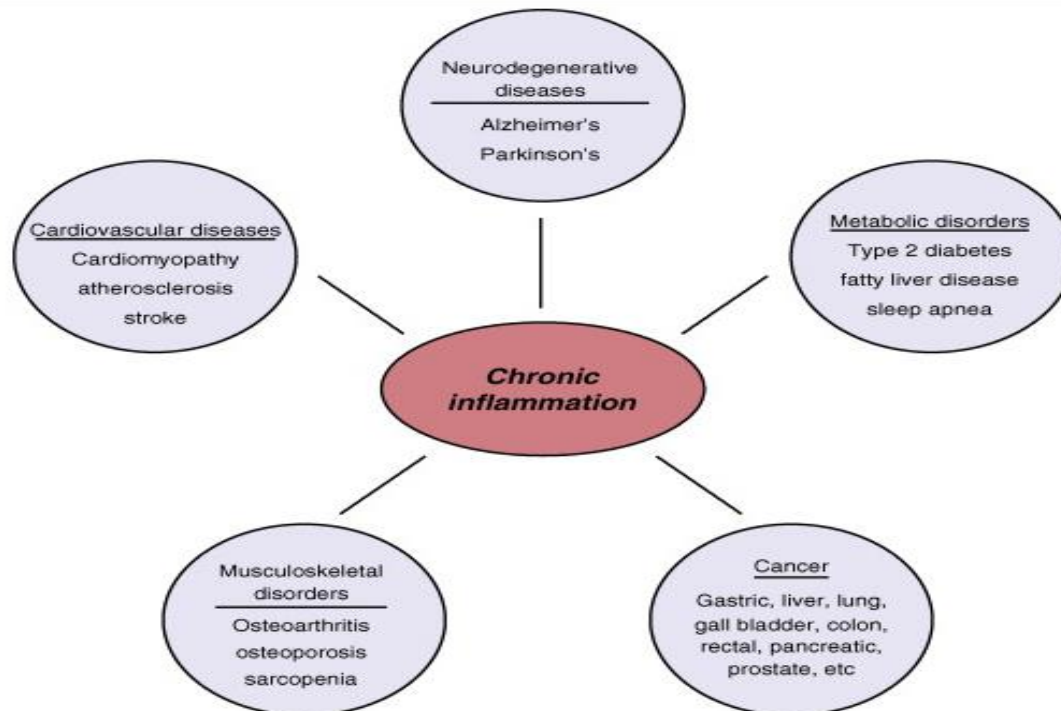 Neurodegenerative
diseases
Alzheimer's
Parkinson's
Cardiovascular diseases
Cardiomyopathy
atherosclerosis
stroke
Metabolic disorders
Type 2 diabetes
fatty liver disease
sleep apnea
Chronic
inflammation
Musculoskeletal
disorders
Osteoarthritis
osteoporosis
sarcopenia
Cancer
Gastric, liver, lung,
gall bladder, colon,
rectal, pancreatic,
prostate, etc